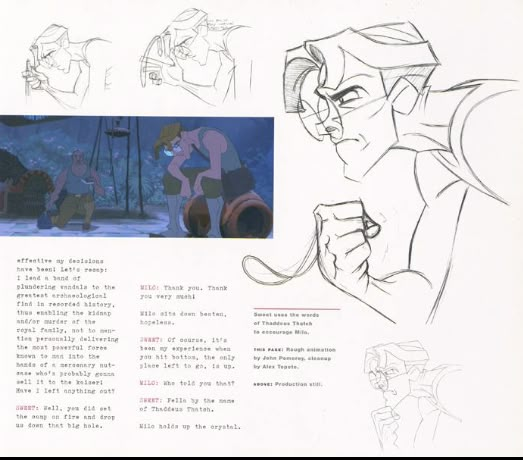 effective my decisions
have been! Let's recap:
I lead a band of
plundering vandals to the
greatest archaeological
find in recorded history,
thus enabling the kidnap
and/or murder of the
royal family, not to men-
tion personally delivering
the most powerful force
known to man into the
hands of a mercenary nut-
case who's probably gonna
sell it to the kaiser!
Have I left anything out?
SWEET: Well, you did set
the camp on fire and drop
us down that big hole.
MILO: Thank you. Thank
you very much!
Milo sits down beaten,
hopeless.
SWEET: Of course, it's
been my experience when
you hit bottom, the only
place left to go, is up.
MILO: Who told you that?
SWEET: Fella by the name
of Thaddeus Thatch.
Milo holds up the crystal.
Sweet uses the words
of Thaddeus Thatch
to encourage Milo.
THIS PAGE: Rough animation
by John Pomeroy, cleanup
by Alex Topete.
ABOVE: Production still.